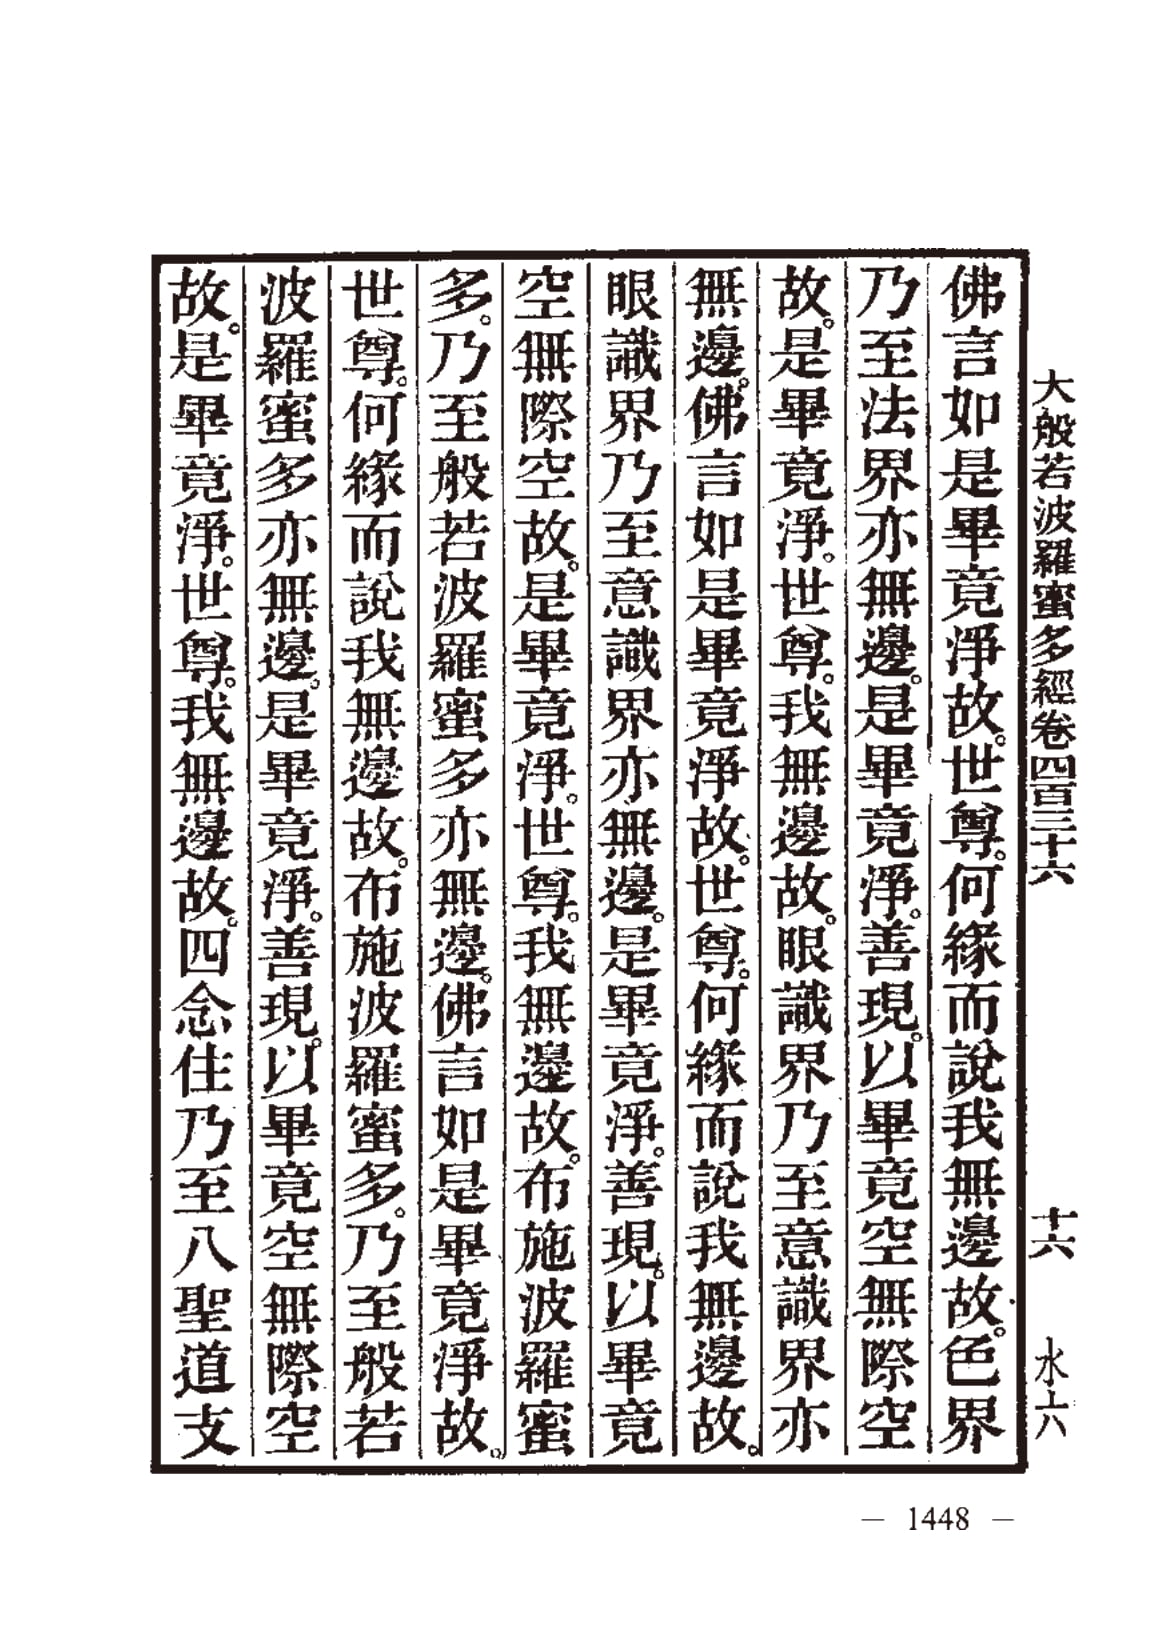 大般若波羅蜜多經卷四百三十六 十六 水六
佛言如是畢竟淨故。世尊。何緣而說我無邊故。色界
乃至法界亦無邊。是畢竟淨。善現。以畢竟空無際空
故。是畢竟淨。世尊。我無邊故。眼識界乃至意識界亦
無邊。佛言如是畢竟淨故。世尊。何緣而說我無邊故。
眼識界乃至意識界亦無邊。是畢竟淨。善現。以畢竟
空無際空故。是畢竟淨。世尊。我無邊故。布施波羅蜜
多。乃至般若波羅蜜多亦無邊。佛言如是畢竟淨故。
世尊。何緣而說我無邊故。布施波羅蜜多。乃至般若
波羅蜜多亦無邊。是畢竟淨。善現。以畢竟空無際空
故。是畢竟淨。世尊。我無邊故。四念住乃至八聖道支
— 1448 —